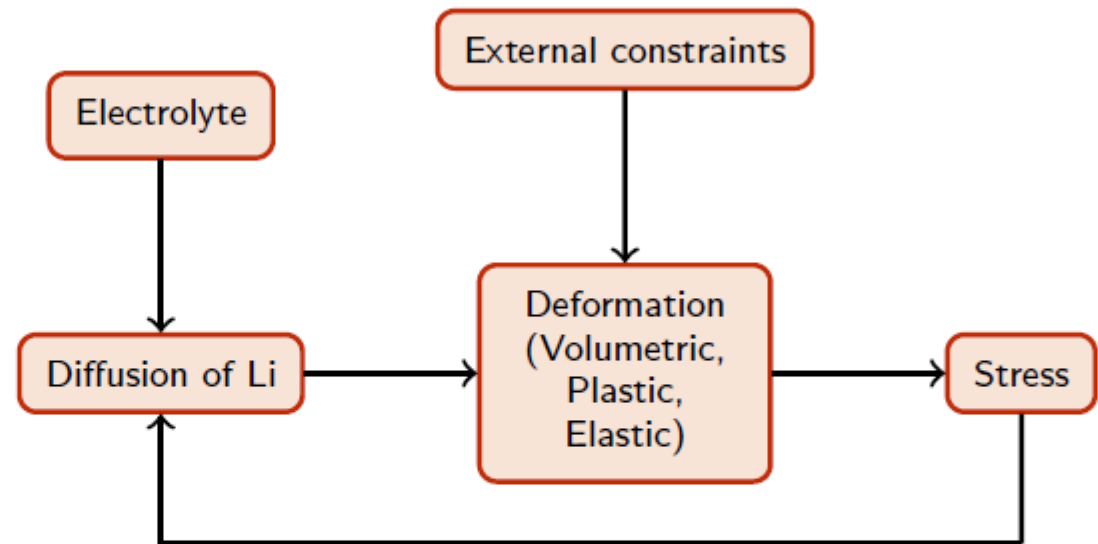 External constraints
Electrolyte
Deformation
(Volumetric,
Plastic,
Elastic)
Diffusion of Li
Stress